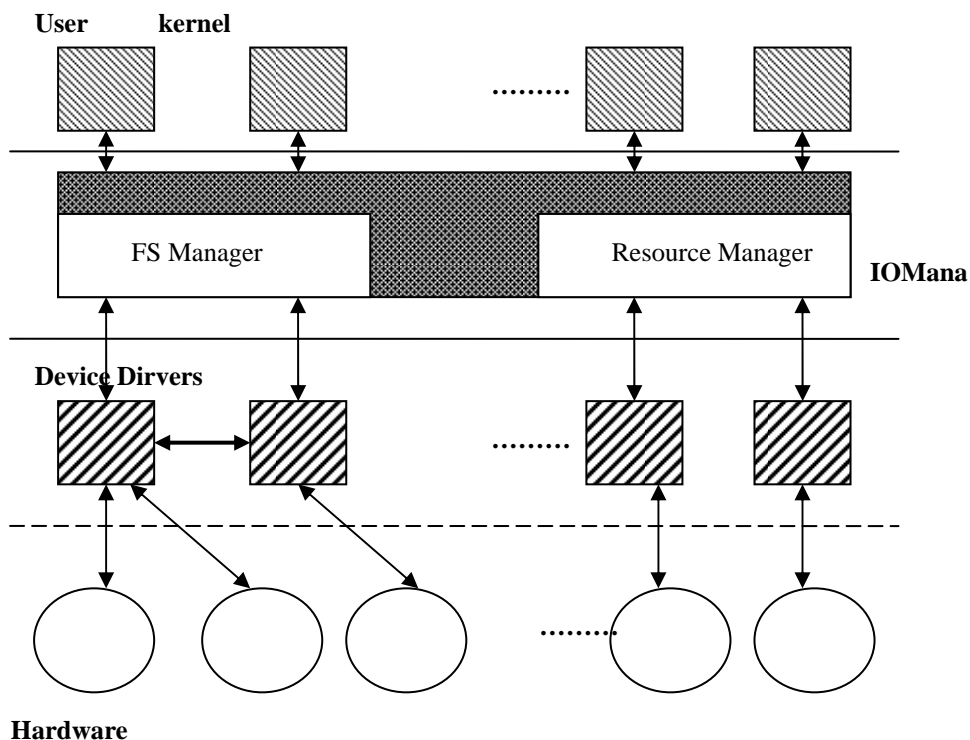 User kernel
.........
FS Manager
Resource Manager
IOMana
Device Dirvers
.........
.........
Hardware